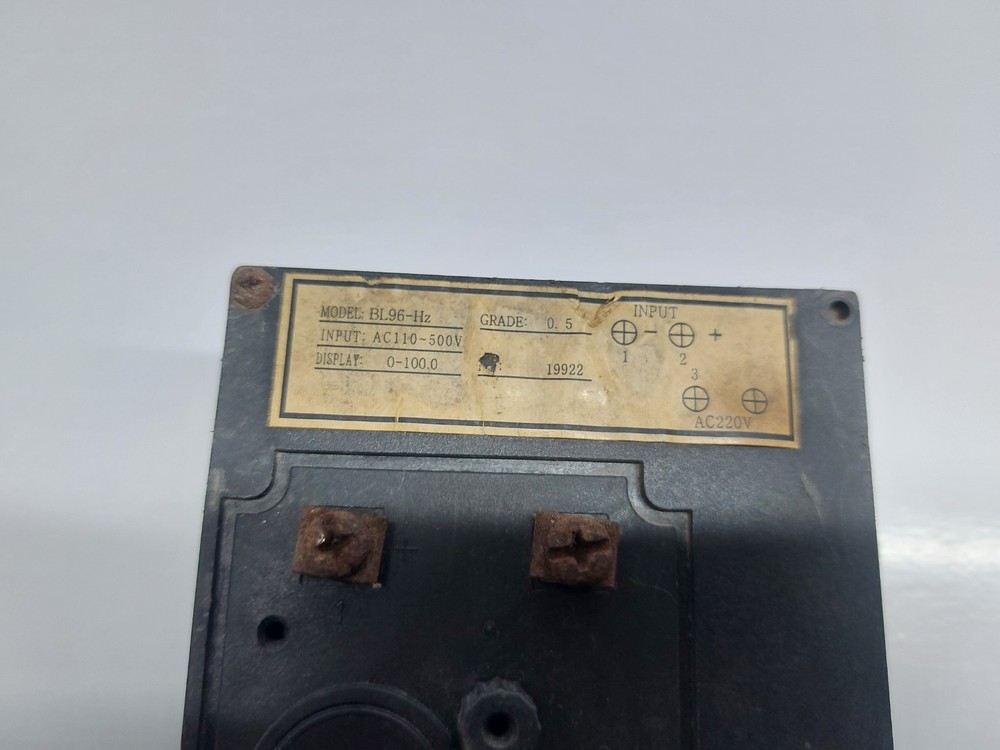 MODEL: BL96-Hz
INPUT: AC110~500V
DISPLAY: 0-100.0
GRADE: 0.5
19922
INPUT
- +
1 2
3
AC220V